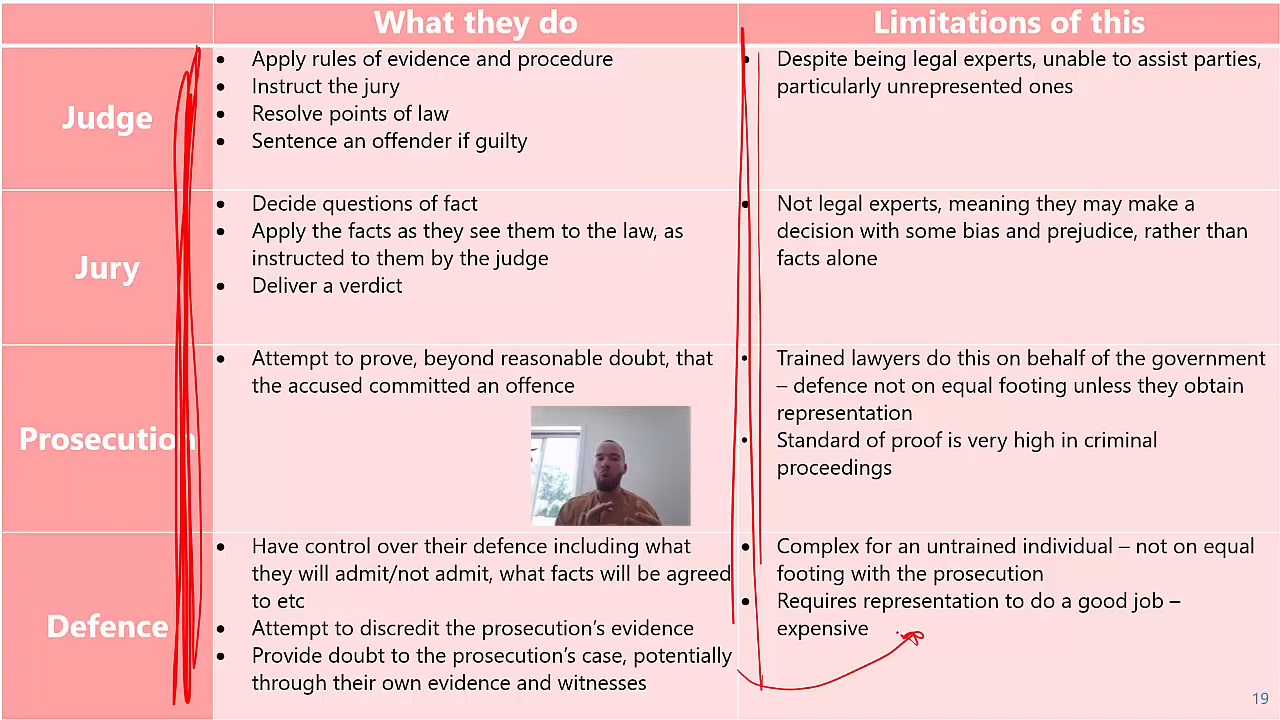 What they do
Limitations of this
Judge
• Apply rules of evidence and procedure
• Instruct the jury
• Resolve points of law
• Sentence an offender if guilty
• Despite being legal experts, unable to assist parties,
particularly unrepresented ones
Jury
• Decide questions of fact
• Apply the facts as they see them to the law, as
instructed to them by the judge
• Deliver a verdict
• Not legal experts, meaning they may make a
decision with some bias and prejudice, rather than
facts alone
Prosecution
• Attempt to prove, beyond reasonable doubt, that
the accused committed an offence
• Trained lawyers do this on behalf of the government
– defence not on equal footing unless they obtain
representation
• Standard of proof is very high in criminal
proceedings
Defence
• Have control over their defence including what
they will admit/not admit, what facts will be agreed
to etc
• Attempt to discredit the prosecution’s evidence
• Provide doubt to the prosecution’s case, potentially
through their own evidence and witnesses
• Complex for an untrained individual – not on equal
footing with the prosecution
• Requires representation to do a good job –
expensive
19